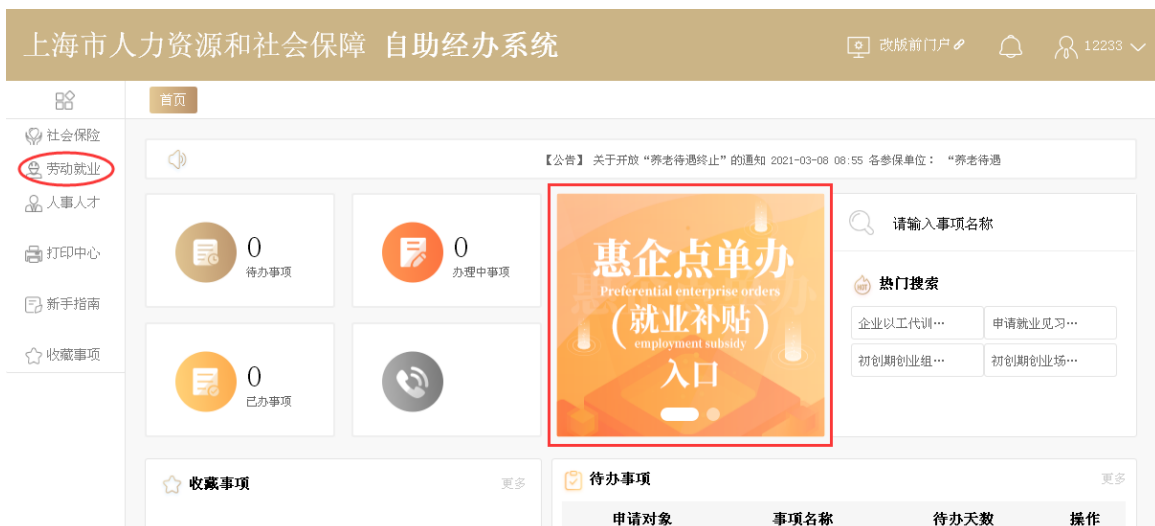 上海市人力资源和社会保障 自助经办系统
改版前门户
12233
首页
社会保险
劳动就业
人事人才
打印中心
新手指南
收藏事项
【公告】 关于开放“养老待遇终止”的通知 2021-03-08 08:55 各参保单位： “养老待遇
0
待办事项
0
办理中事项
0
已办事项
惠企点单办
Preferential enterprise orders
(就业补贴)
employment subsidy
入口
请输入事项名称
HOT 热门搜索
企业以工代训…
申请就业见习…
初创期创业组…
初创期创业场…
收藏事项
更多
待办事项
更多
申请对象 事项名称 待办天数 操作